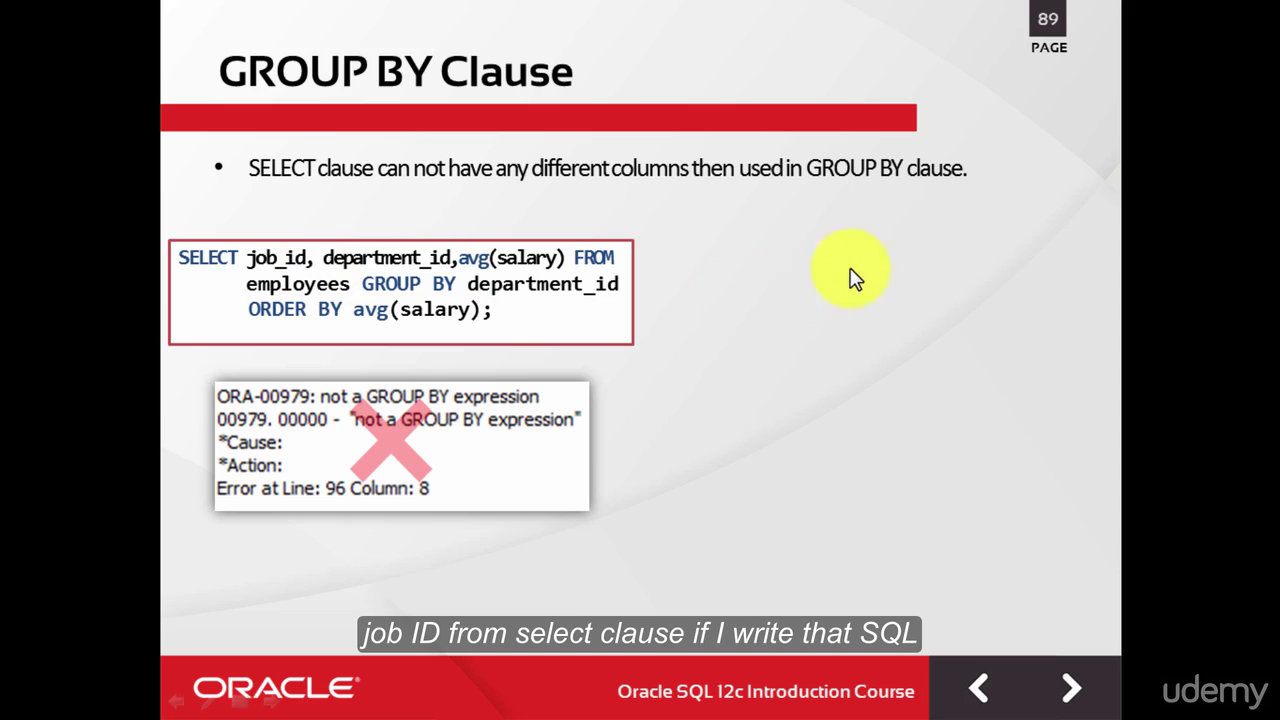 89
PAGE
GROUP BY Clause
• SELECT clause can not have any different columns then used in GROUP BY clause.
SELECT job_id, department_id,avg(salary) FROM
employees GROUP BY department_id
ORDER BY avg(salary);
ORA-00979: not a GROUP BY expression
00979. 00000 - "not a GROUP BY expression"
*Cause:
*Action:
Error at Line: 96 Column: 8
job ID from select clause if I write that SQL
ORACLE®
Oracle SQL 12c Introduction Course
udemy